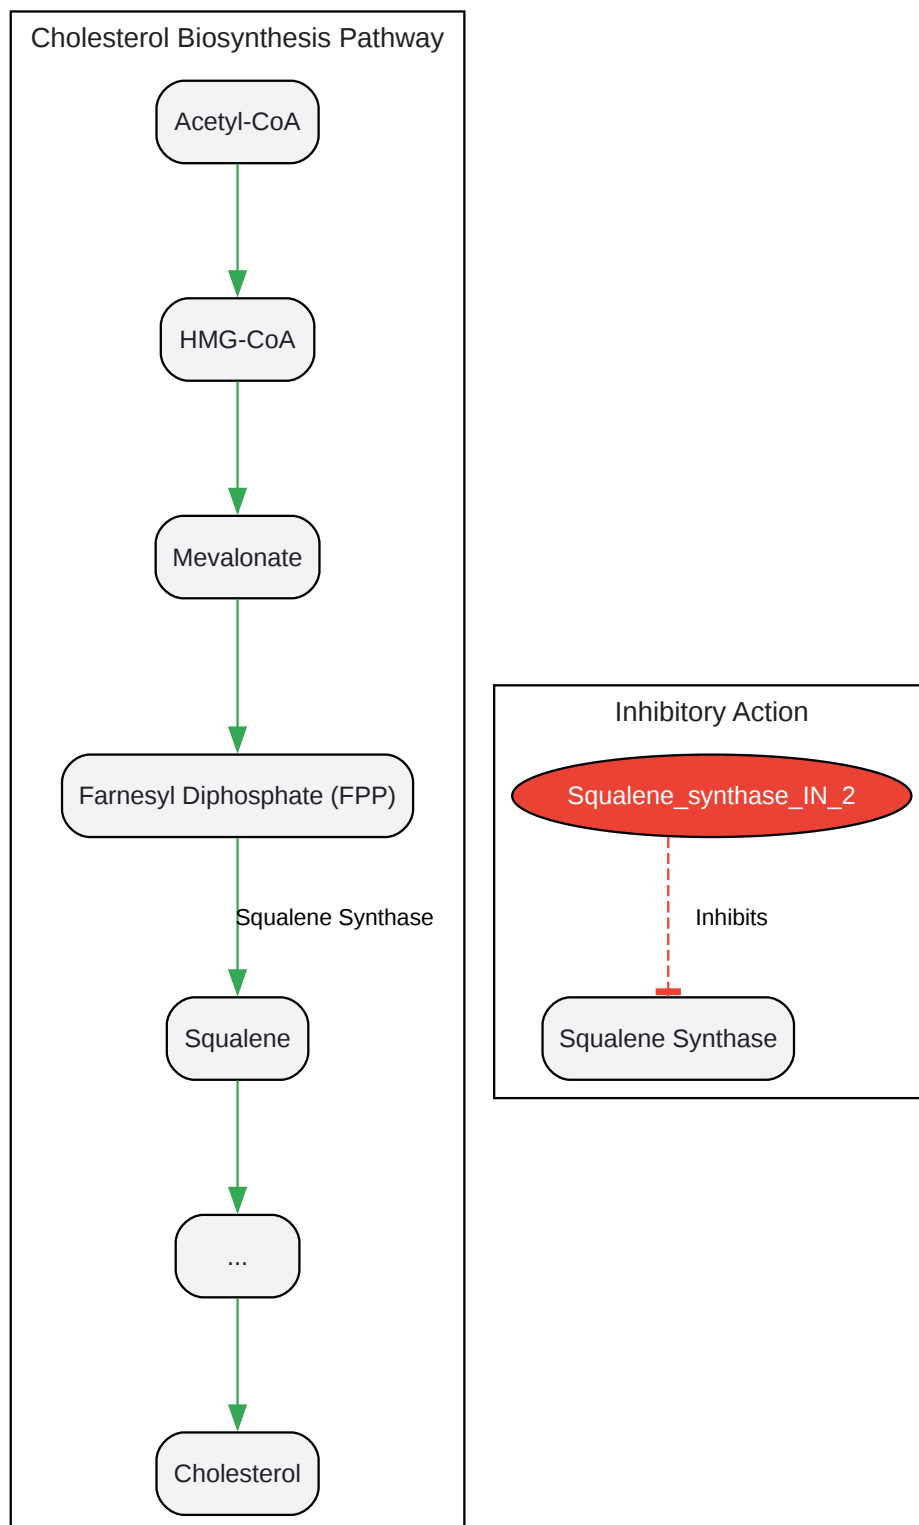 Cholesterol Biosynthesis Pathway
Acetyl-CoA
HMG-CoA
Mevalonate
Farnesyl Diphosphate (FPP)
Squalene Synthase
Squalene
...
Cholesterol
Inhibitory Action
Squalene_synthase_IN_2
Inhibits
Squalene Synthase